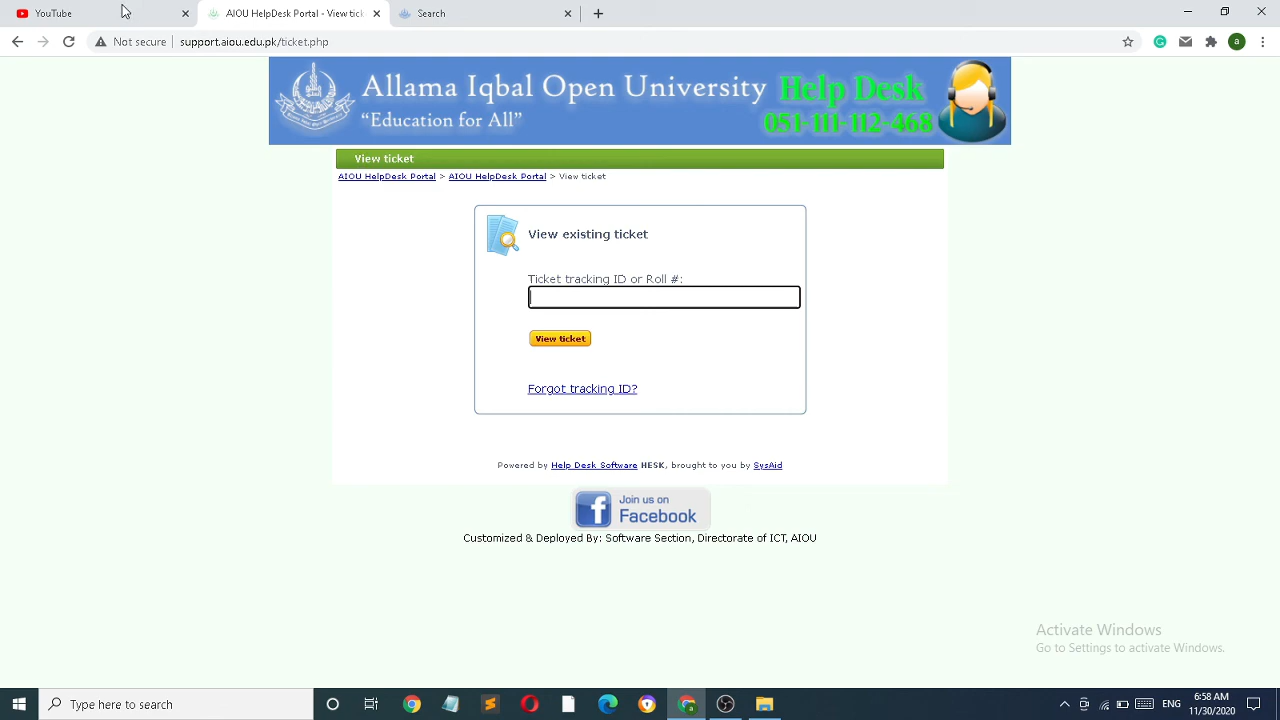 YouTube
AIOU HelpDesk Portal - View tic
Search
Not secure
support.aiou.edu.pk/ticket.php
a
Allama Iqbal Open University
“Education for All”
Help Desk
051-111-112-468
View ticket
AIOU HelpDesk Portal > AIOU HelpDesk Portal > View ticket
View existing ticket
Ticket tracking ID or Roll #:
View ticket
Forgot tracking ID?
Powered by Help Desk Software HESK, brought to you by SysAid
Join us on
Facebook
Customized & Deployed By: Software Section, Directorate of ICT, AIOU
Activate Windows
Go to Settings to activate Windows.
Type here to search
ENG
6:58 AM
11/30/2020